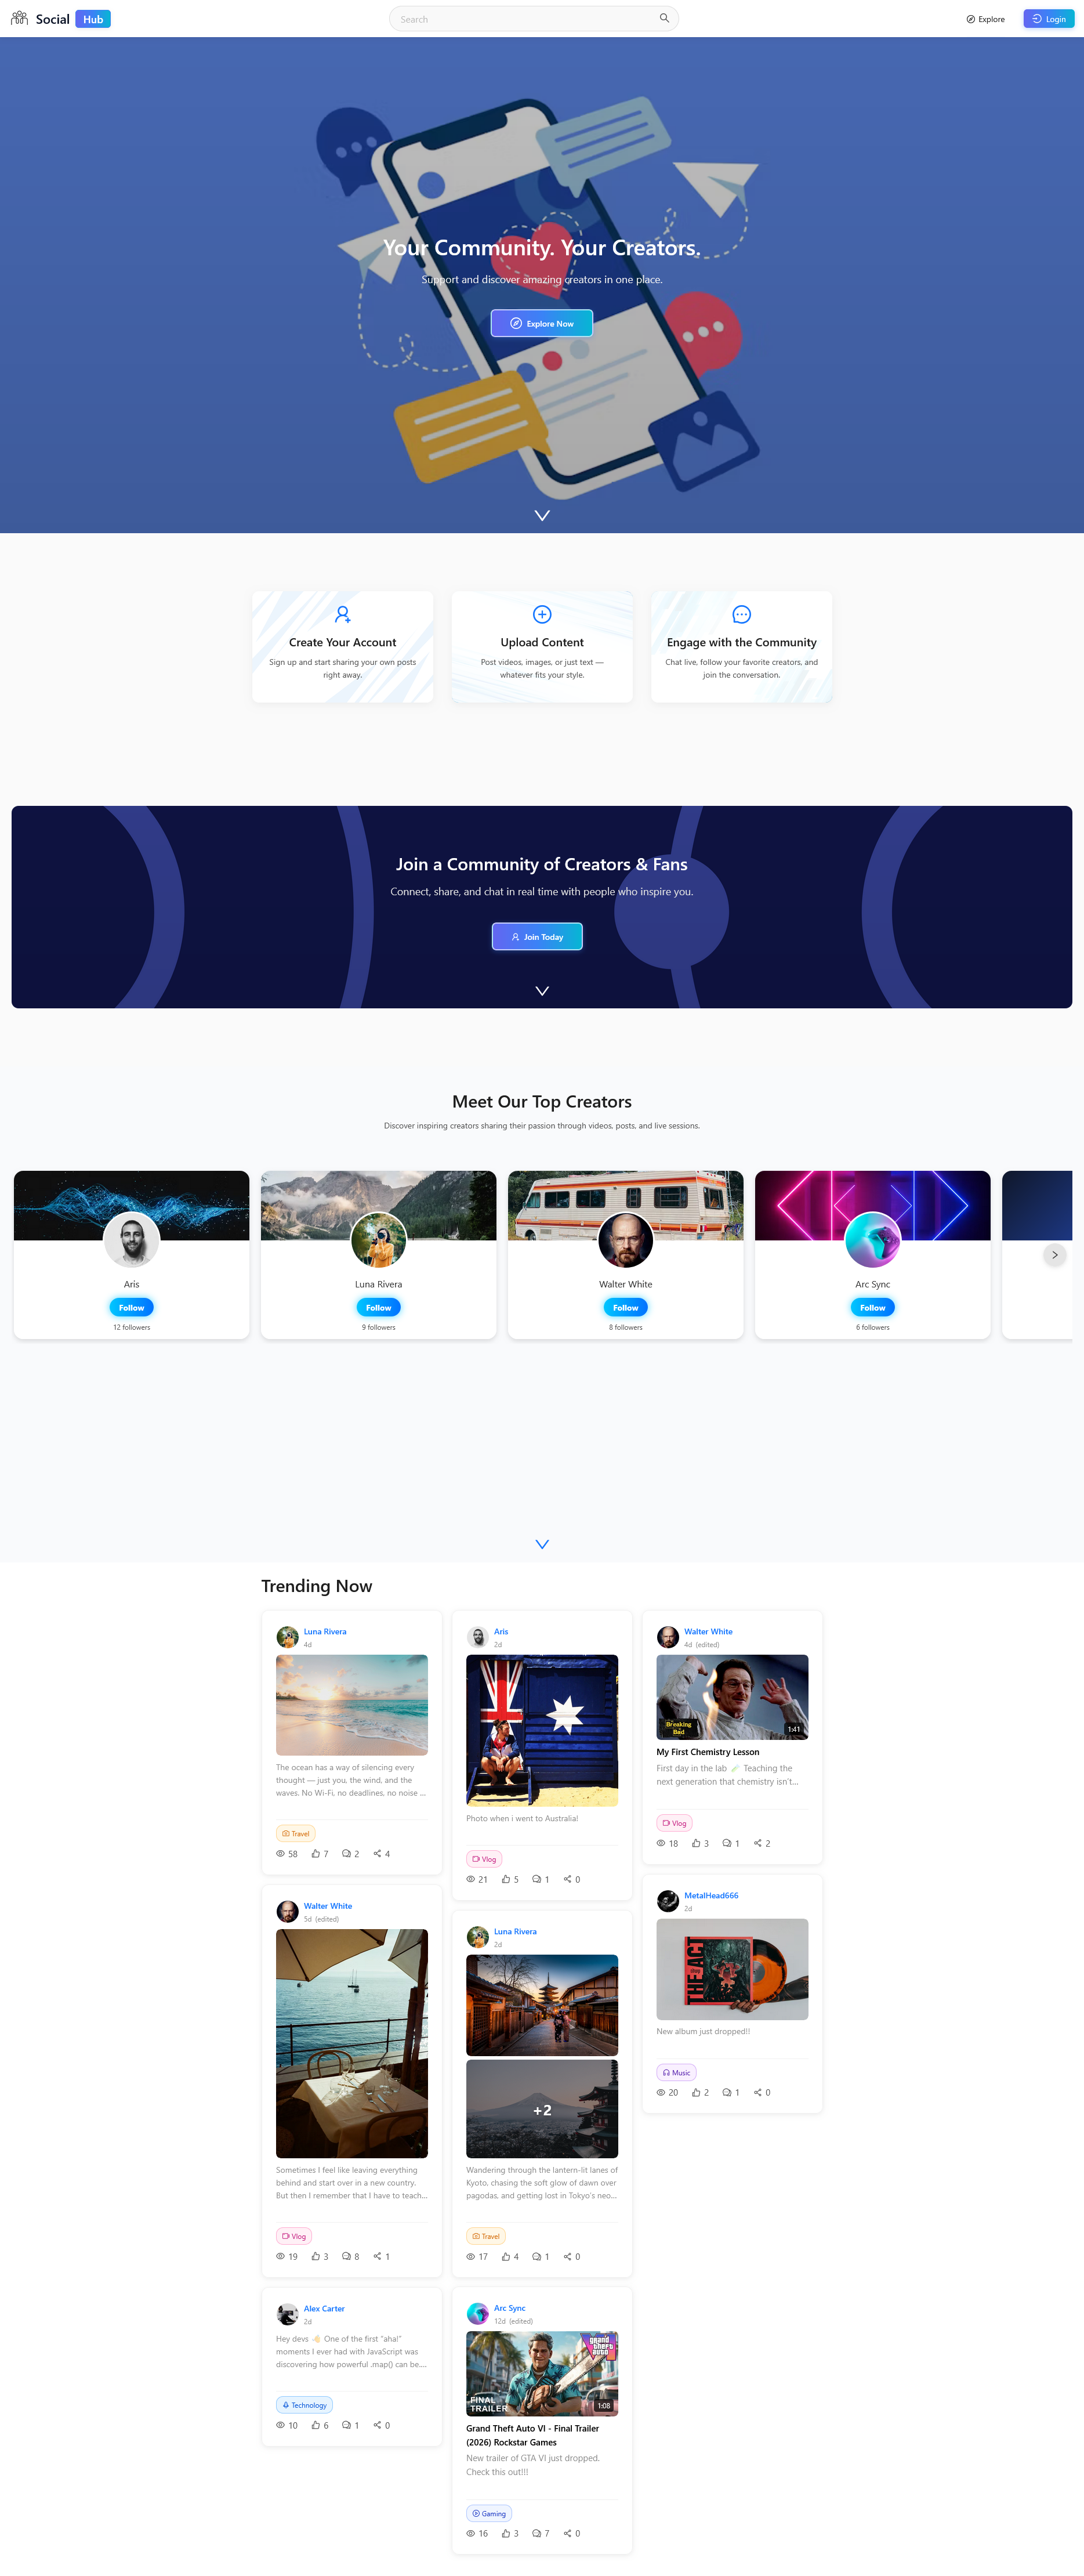 Social Hub
Search
Explore
Login
Your Community. Your Creators.
Support and discover amazing creators in one place.
Explore Now
Create Your Account
Sign up and start sharing your own posts
right away.
Upload Content
Post videos, images, or just text —
whatever fits your style.
Engage with the Community
Chat live, follow your favorite creators, and
join the conversation.
Join a Community of Creators & Fans
Connect, share, and chat in real time with people who inspire you.
Join Today
Meet Our Top Creators
Discover inspiring creators sharing their passion through videos, posts, and live sessions.
Aris
Follow
12 followers
Luna Rivera
Follow
9 followers
Walter White
Follow
8 followers
Arc Sync
Follow
6 followers
Trending Now
Luna Rivera
4d
The ocean has a way of silencing every
thought — just you, the wind, and the
waves. No Wi-Fi, no deadlines, no noise ...
Travel
58 7 2 4
Walter White
5d (edited)
Sometimes I feel like leaving everything
behind and start over in a new country.
But then I remember that I have to teach...
Vlog
19 3 8 1
Alex Carter
2d
Hey devs 👋 One of the first "aha!"
moments I ever had with JavaScript was
discovering how powerful .map() can be....
Technology
10 6 1 0
Aris
2d
Photo when i went to Australia!
Vlog
21 5 1 0
Luna Rivera
2d
+2
Wandering through the lantern-lit lanes of
Kyoto, chasing the soft glow of dawn over
pagodas, and getting lost in Tokyo's neo...
Travel
17 4 1 0
Arc Sync
12d (edited)
grand
theft
auto
VI
FINAL
TRAILER
1:08
Grand Theft Auto VI - Final Trailer
(2026) Rockstar Games
New trailer of GTA VI just dropped.
Check this out!!!
Gaming
16 3 7 0
Walter White
4d (edited)
Breaking
Bad
1:41
My First Chemistry Lesson
First day in the lab 🧪 Teaching the
next generation that chemistry isn't...
Vlog
18 3 1 2
MetalHead666
2d
New album just dropped!!
Music
20 2 1 0